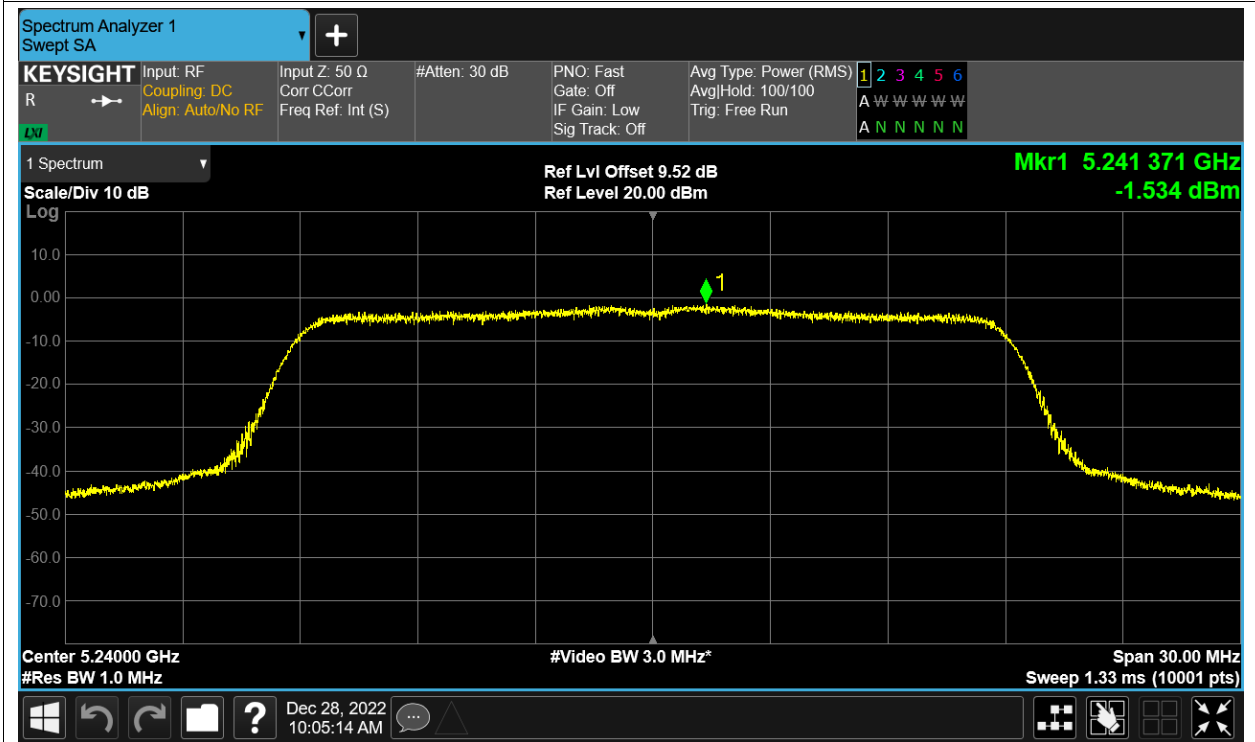 Spectrum Analyzer 1
Swept SA
+
KEYSIGHT
R
LXI
Input: RF
Coupling: DC
Align: Auto/No RF
Input Z: 50 Ω
Corr CCorr
Freq Ref: Int (S)
#Atten: 30 dB
PNO: Fast
Gate: Off
IF Gain: Low
Sig Track: Off
Avg Type: Power (RMS)
Avg|Hold: 100/100
Trig: Free Run
1 2 3 4 5 6
A W W W W W
A N N N N N
1 Spectrum
Scale/Div 10 dB
Ref Lvl Offset 9.52 dB
Ref Level 20.00 dBm
Mkr1 5.241 371 GHz
-1.534 dBm
Log
10.0
0.00
-10.0
-20.0
-30.0
-40.0
-50.0
-60.0
-70.0
1
Center 5.24000 GHz
#Res BW 1.0 MHz
#Video BW 3.0 MHz*
Span 30.00 MHz
Sweep 1.33 ms (10001 pts)
?
Dec 28, 2022
10:05:14 AM